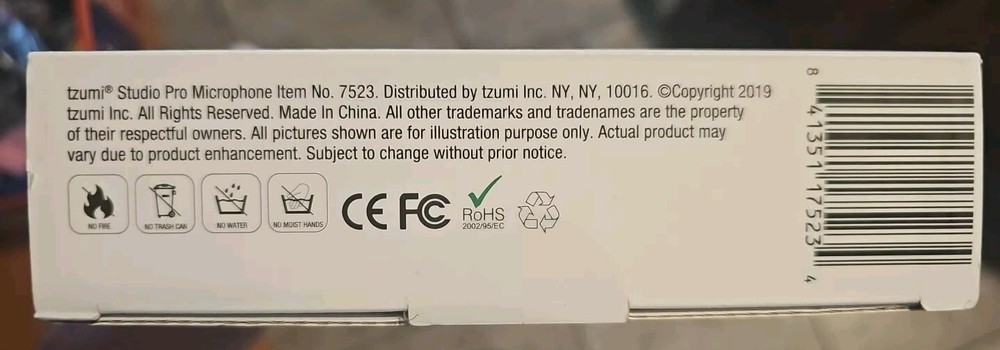 tzumi® Studio Pro Microphone Item No. 7523. Distributed by tzumi Inc. NY, NY, 10016. ©Copyright 2019
tzumi Inc. All Rights Reserved. Made In China. All other trademarks and tradenames are the property
of their respectful owners. All pictures shown are for illustration purpose only. Actual product may
vary due to product enhancement. Subject to change without prior notice.
NO FIRE
NO TRASH CAN
NO WATER
NO MOIST HANDS
CE FC
RoHS
2002/95/EC
8 41351 17523 4